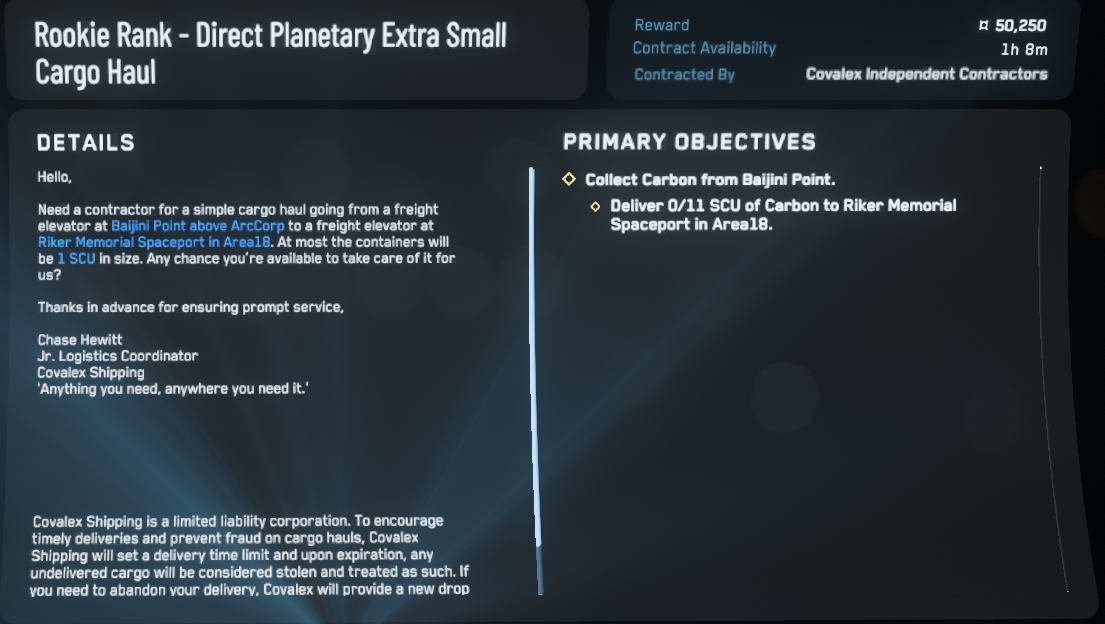 Rookie Rank - Direct Planetary Extra Small
Cargo Haul
Reward ¤ 50,250
Contract Availability 1h 8m
Contracted By Covalex Independent Contractors
DETAILS
Hello,
Need a contractor for a simple cargo haul going from a freight
elevator at Baijini Point above ArcCorp to a freight elevator at
Riker Memorial Spaceport in Area18. At most the containers will
be 1 SCU in size. Any chance you're available to take care of it for
us?
Thanks in advance for ensuring prompt service,
Chase Hewitt
Jr. Logistics Coordinator
Covalex Shipping
'Anything you need, anywhere you need it.'
Covalex Shipping is a limited liability corporation. To encourage
timely deliveries and prevent fraud on cargo hauls, Covalex
Shipping will set a delivery time limit and upon expiration, any
undelivered cargo will be considered stolen and treated as such. If
you need to abandon your delivery, Covalex will provide a new drop
PRIMARY OBJECTIVES
Collect Carbon from Baijini Point.
Deliver 0/11 SCU of Carbon to Riker Memorial
Spaceport in Area18.